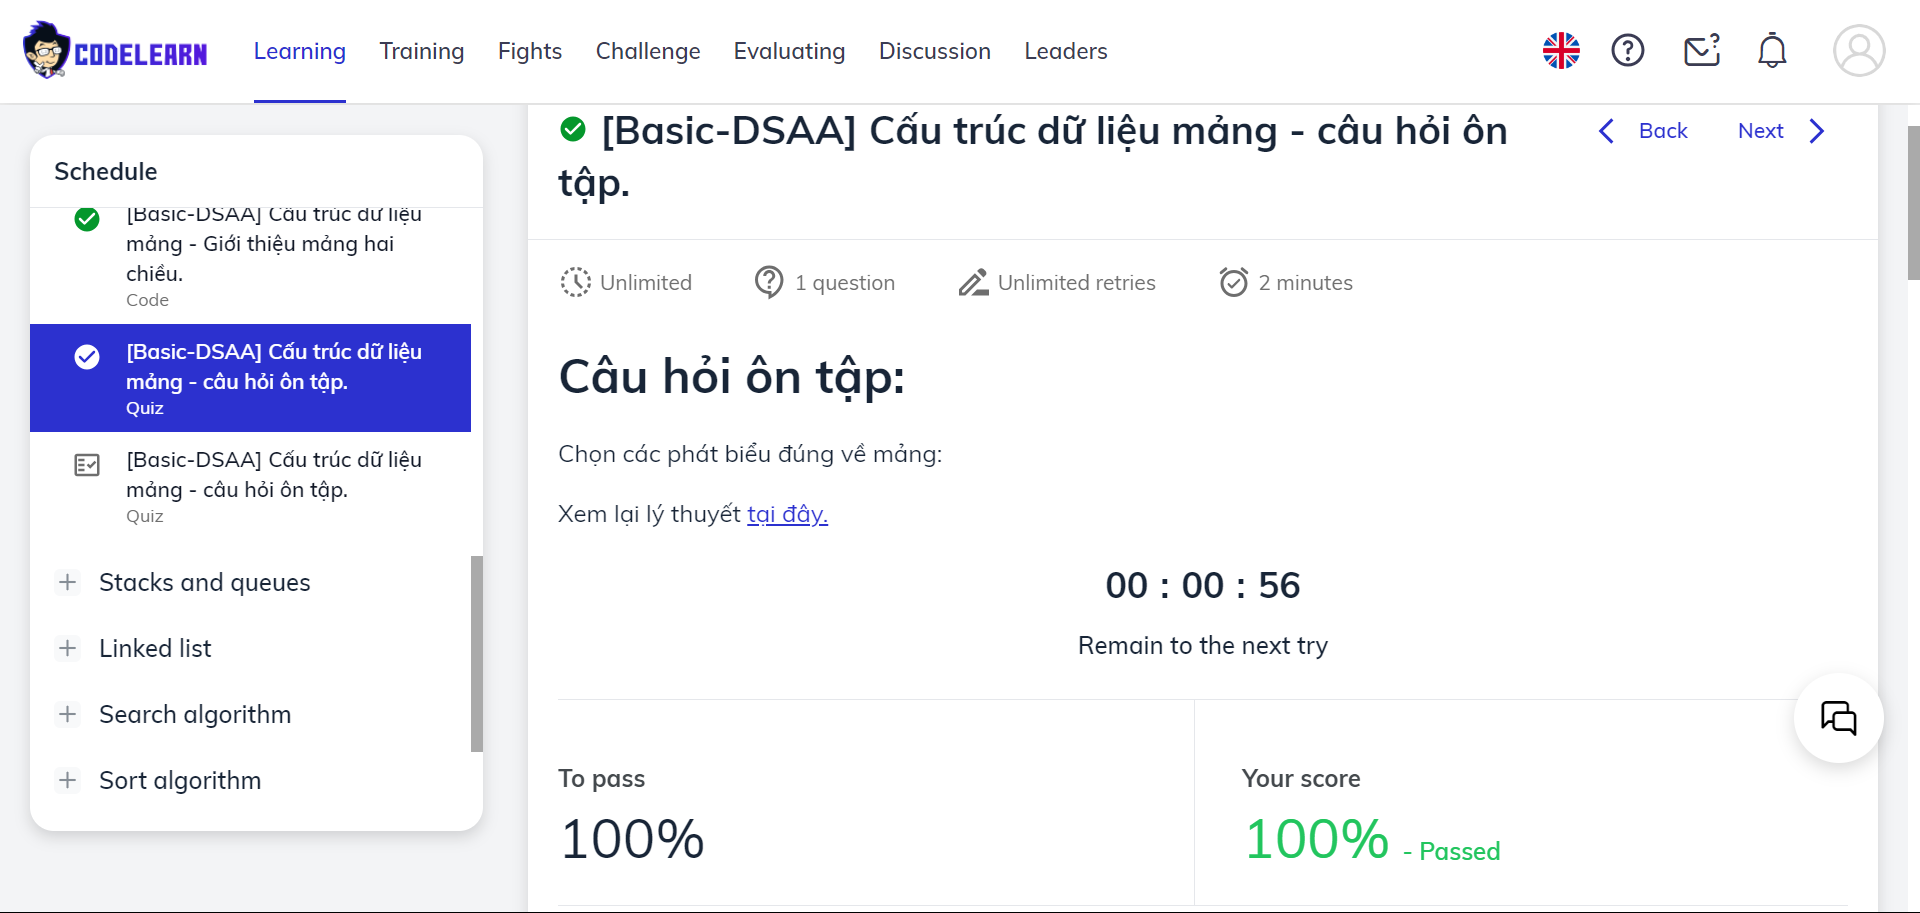 CODELEARN
Learning Training Fights Challenge Evaluating Discussion Leaders
Schedule
[Basic-DSAA] Cấu trúc dữ liệu
mảng - Giới thiệu mảng hai
chiều.
Code
[Basic-DSAA] Cấu trúc dữ liệu
mảng - câu hỏi ôn tập.
Quiz
[Basic-DSAA] Cấu trúc dữ liệu
mảng - câu hỏi ôn tập.
Quiz
Stacks and queues
Linked list
Search algorithm
Sort algorithm
[Basic-DSAA] Cấu trúc dữ liệu mảng - câu hỏi ôn
tập.
Back Next
Unlimited 1 question Unlimited retries 2 minutes
Câu hỏi ôn tập:
Chọn các phát biểu đúng về mảng:
Xem lại lý thuyết tại đây.
00 : 00 : 56
Remain to the next try
To pass
100%
Your score
100% - Passed